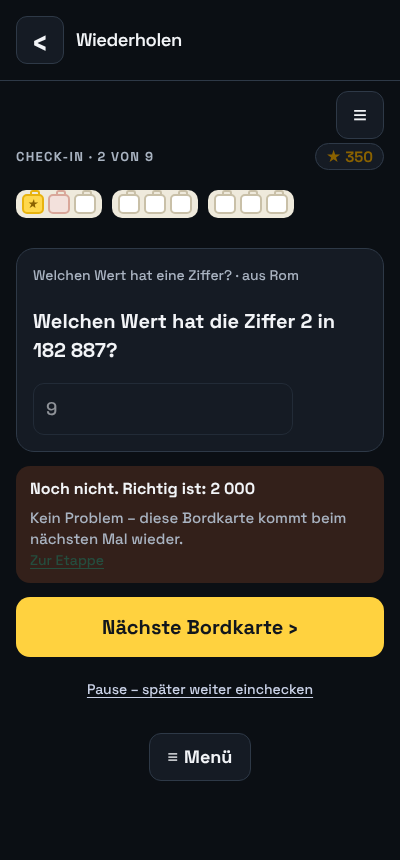 <
Wiederholen
≡
CHECK-IN · 2 VON 9
★ 350
Welchen Wert hat eine Ziffer? · aus Rom
Welchen Wert hat die Ziffer 2 in
182 887?
9
Noch nicht. Richtig ist: 2 000
Kein Problem – diese Bordkarte kommt beim
nächsten Mal wieder.
Zur Etappe
Nächste Bordkarte >
Pause – später weiter einchecken
≡ Menü